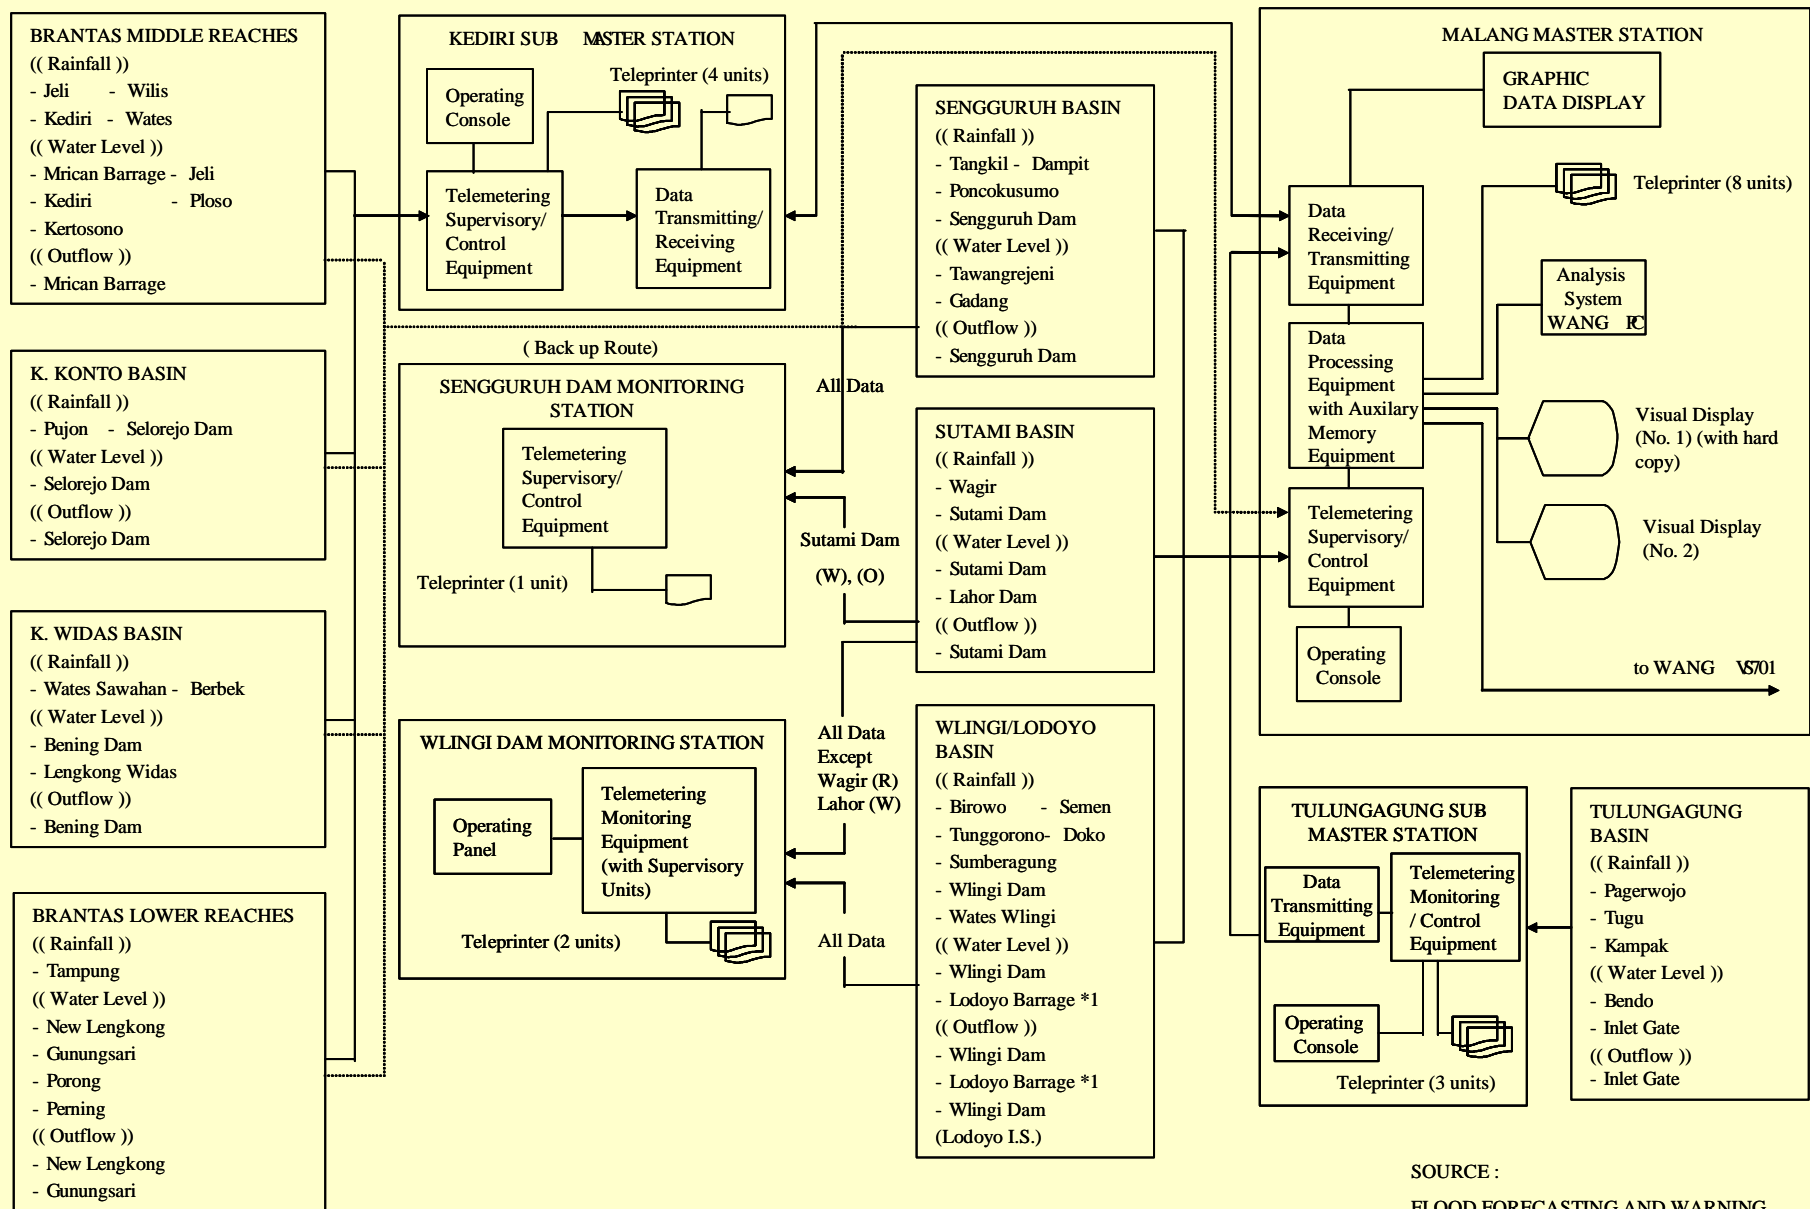 BRANTAS MIDDLE REACHES
(( Rainfall ))
- Jeli - Wilis
- Kediri - Wates
(( Water Level ))
- Mrican Barrage - Jeli
- Kediri - Ploso
- Kertosono
(( Outflow ))
- Mrican Barrage
K. KONTO BASIN
(( Rainfall ))
- Pujon - Selorejo Dam
(( Water Level ))
- Selorejo Dam
(( Outflow ))
- Selorejo Dam
K. WIDAS BASIN
(( Rainfall ))
- Wates Sawahan - Berbek
(( Water Level ))
- Bening Dam
- Lengkong Widas
(( Outflow ))
- Bening Dam
BRANTAS LOWER REACHES
(( Rainfall ))
- Tampung
(( Water Level ))
- New Lengkong
- Gunungsari
- Porong
- Perning
(( Outflow ))
- New Lengkong
- Gunungsari
KEDIRI SUB MASTER STATION
Operating
Console
Teleprinter (4 units)
Telemetering
Supervisory/
Control
Equipment
Data
Transmitting/
Receiving
Equipment
( Back up Route)
SENGGURUH DAM MONITORING
STATION
Telemetering
Supervisory/
Control
Equipment
Teleprinter (1 unit)
WLINGI DAM MONITORING STATION
Operating
Panel
Telemetering
Monitoring
Equipment
(with Supervisory
Units)
Teleprinter (2 units)
All Data
Sutami Dam
(W), (O)
All Data
Except
Wagir (R)
Lahor (W)
All Data
SENGGURUH BASIN
(( Rainfall ))
- Tangkil - Dampit
- Poncokusumo
- Sengguruh Dam
(( Water Level ))
- Tawangrejeni
- Gadang
(( Outflow ))
- Sengguruh Dam
SUTAMI BASIN
(( Rainfall ))
- Wagir
- Sutami Dam
(( Water Level ))
- Sutami Dam
- Lahor Dam
(( Outflow ))
- Sutami Dam
WLINGI/LODOYO
BASIN
(( Rainfall ))
- Birowo - Semen
- Tunggorono- Doko
- Sumberagung
- Wlingi Dam
- Wates Wlingi
(( Water Level ))
- Wlingi Dam
- Lodoyo Barrage *1
(( Outflow ))
- Wlingi Dam
- Lodoyo Barrage *1
- Wlingi Dam
(Lodoyo I.S.)
MALANG MASTER STATION
GRAPHIC
DATA DISPLAY
Data
Receiving/
Transmitting
Equipment
Teleprinter (8 units)
Analysis
System
WANG PC
Data
Processing
Equipment
with Auxilary
Memory
Equipment
Visual Display
(No. 1) (with hard
copy)
Telemetering
Supervisory/
Control
Equipment
Visual Display
(No. 2)
Operating
Console
to WANG VS701
TULUNGAGUNG SUB
MASTER STATION
Data
Transmitting
Equipment
Telemetering
Monitoring
/ Control
Equipment
Operating
Console
Teleprinter (3 units)
TULUNGAGUNG
BASIN
(( Rainfall ))
- Pagerwojo
- Tugu
- Kampak
(( Water Level ))
- Bendo
- Inlet Gate
(( Outflow ))
- Inlet Gate
SOURCE :
FLOOD FORECASTING AND WARNING